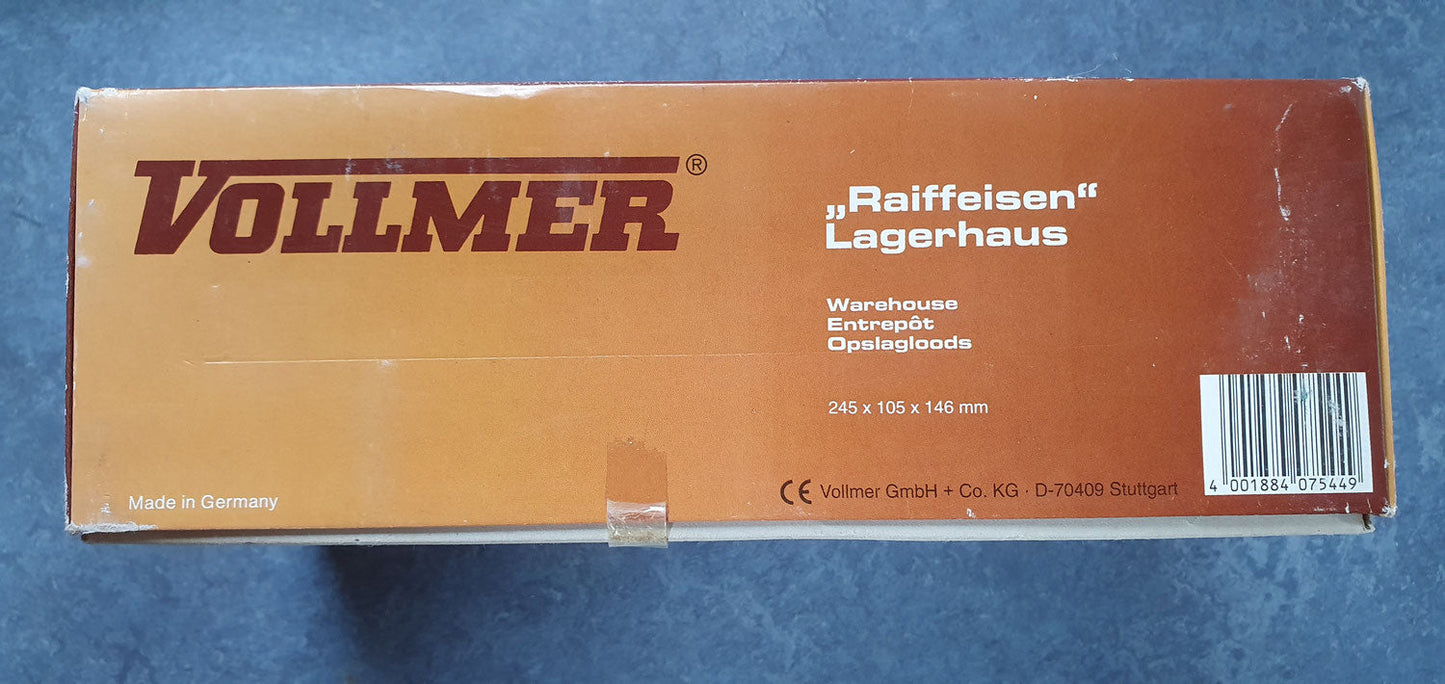 VOLLMER®
„Raiffeisen“
Lagerhaus
Warehouse
Entrepôt
Opslagloods
245 x 105 x 146 mm
Made in Germany
CE Vollmer GmbH + Co. KG · D-70409 Stuttgart
4 001884 075449